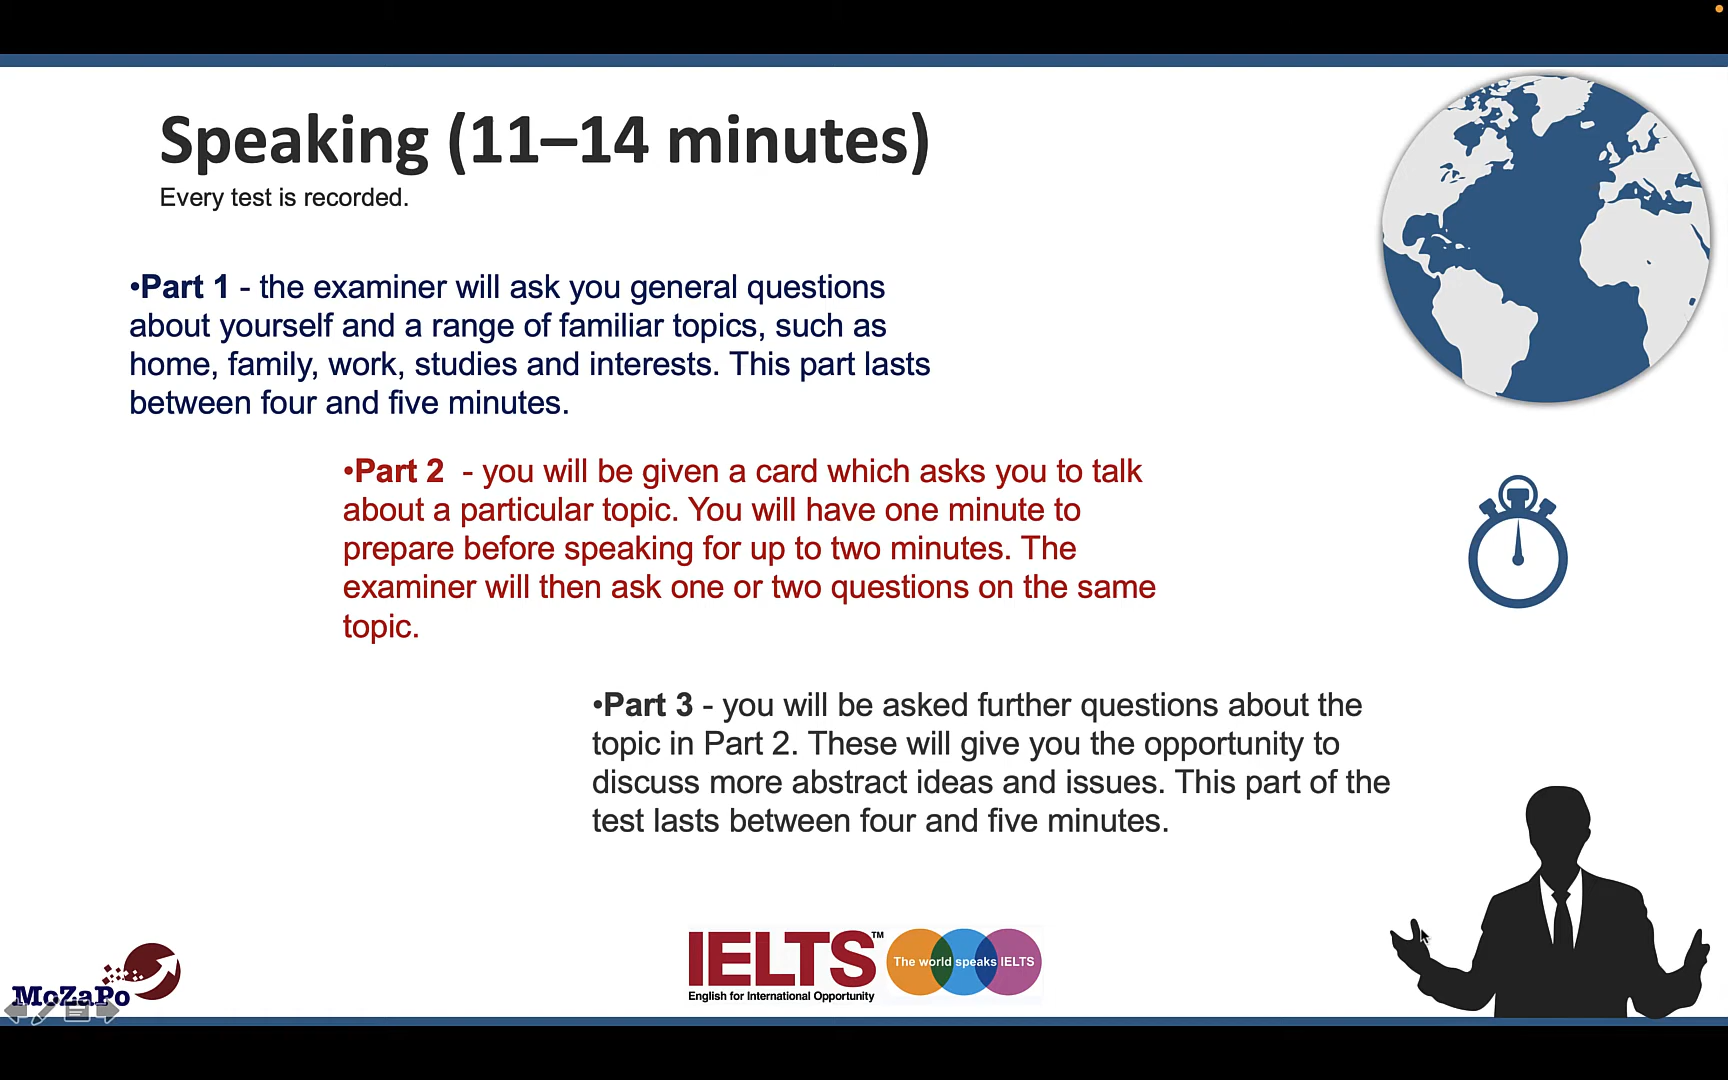 Speaking (11–14 minutes)
Every test is recorded.
•Part 1 - the examiner will ask you general questions
about yourself and a range of familiar topics, such as
home, family, work, studies and interests. This part lasts
between four and five minutes.
•Part 2  - you will be given a card which asks you to talk
about a particular topic. You will have one minute to
prepare before speaking for up to two minutes. The
examiner will then ask one or two questions on the same
topic.
•Part 3 - you will be asked further questions about the
topic in Part 2. These will give you the opportunity to
discuss more abstract ideas and issues. This part of the
test lasts between four and five minutes.
IELTS™
English for International Opportunity
The world speaks IELTS
McZaPo